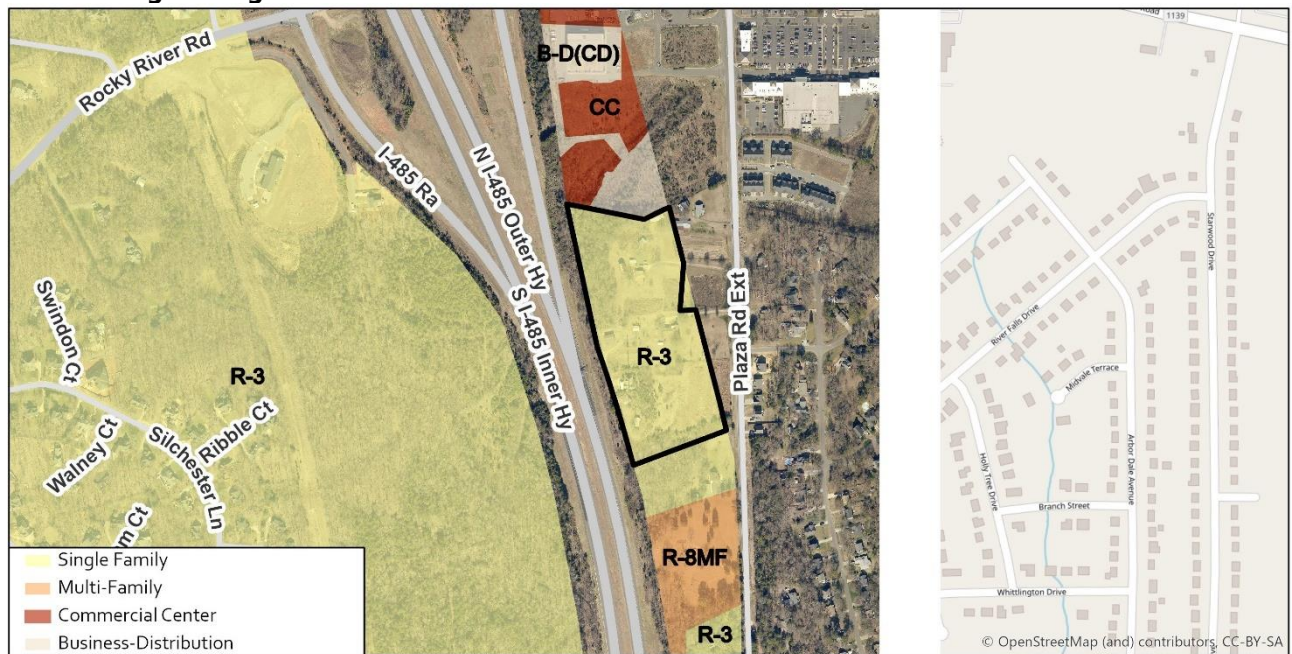 B-D(CD)
Rocky River Rd
CC
I-485 Ra
N I-485 Outer Hy
S I-485 Inner Hy
Plaza Rd Ext
R-3
R-3
Swindon Ct
Walney Ct
Ribble Ct
Silchester Ln
m Ct
R-8MF
R-3
Single Family
Multi-Family
Commercial Center
Business-Distribution
Road
1139
Starwood Drive
River Falls Drive
Midvale Terrace
Holly Tree Drive
Arbor Dale Avenue
Branch Street
Whittlington Drive
© OpenStreetMap (and) contributors, CC-BY-SA